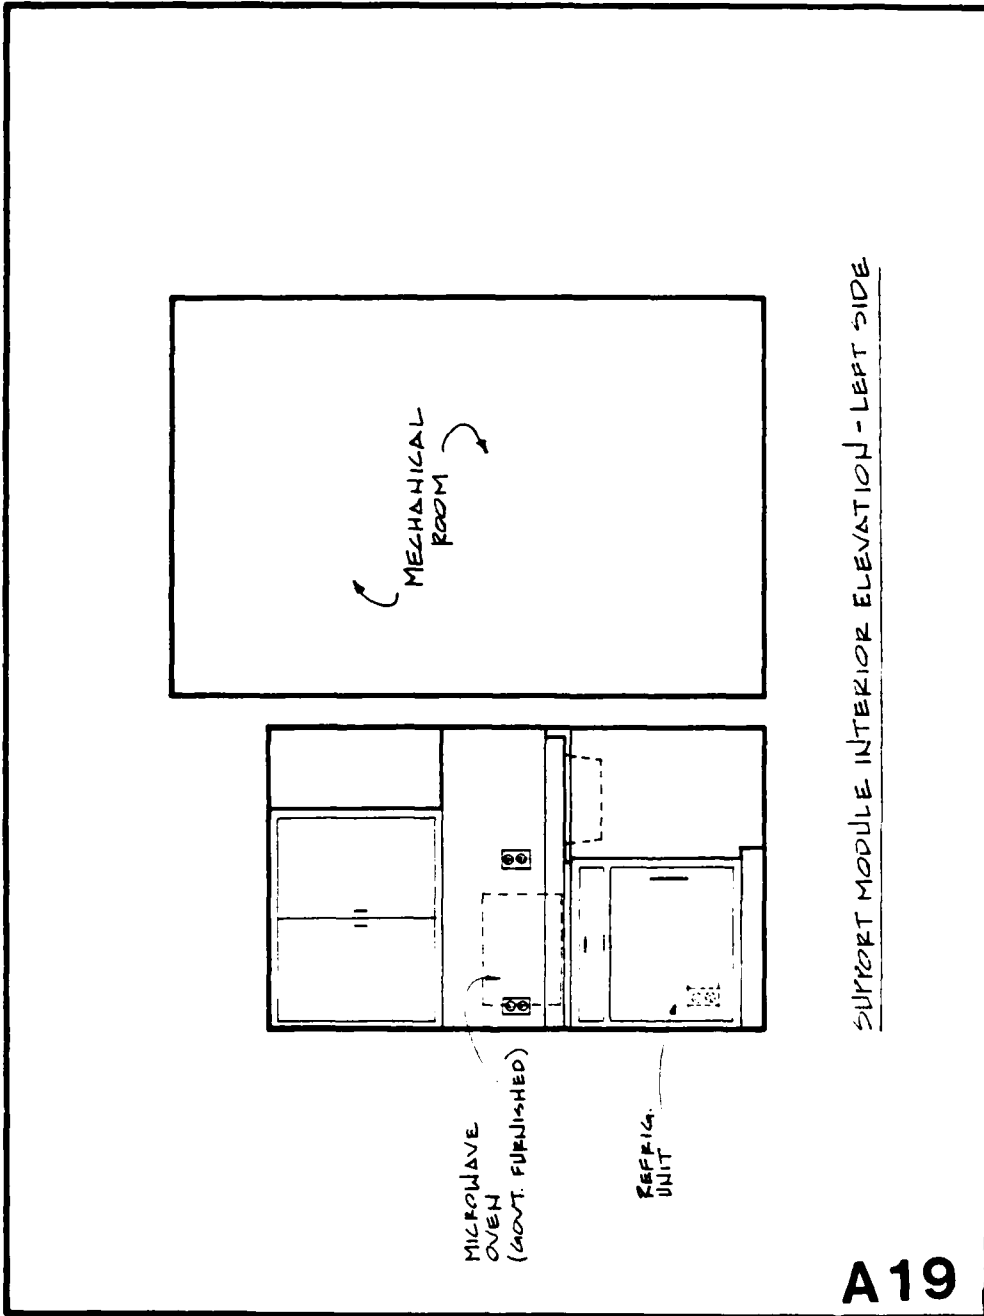 MECHANICAL
ROOM
MICROWAVE
OVEN
(GOVT. FURNISHED)
REFRIG.
UNIT
SUPPORT MODULE INTERIOR ELEVATION - LEFT SIDE
A19